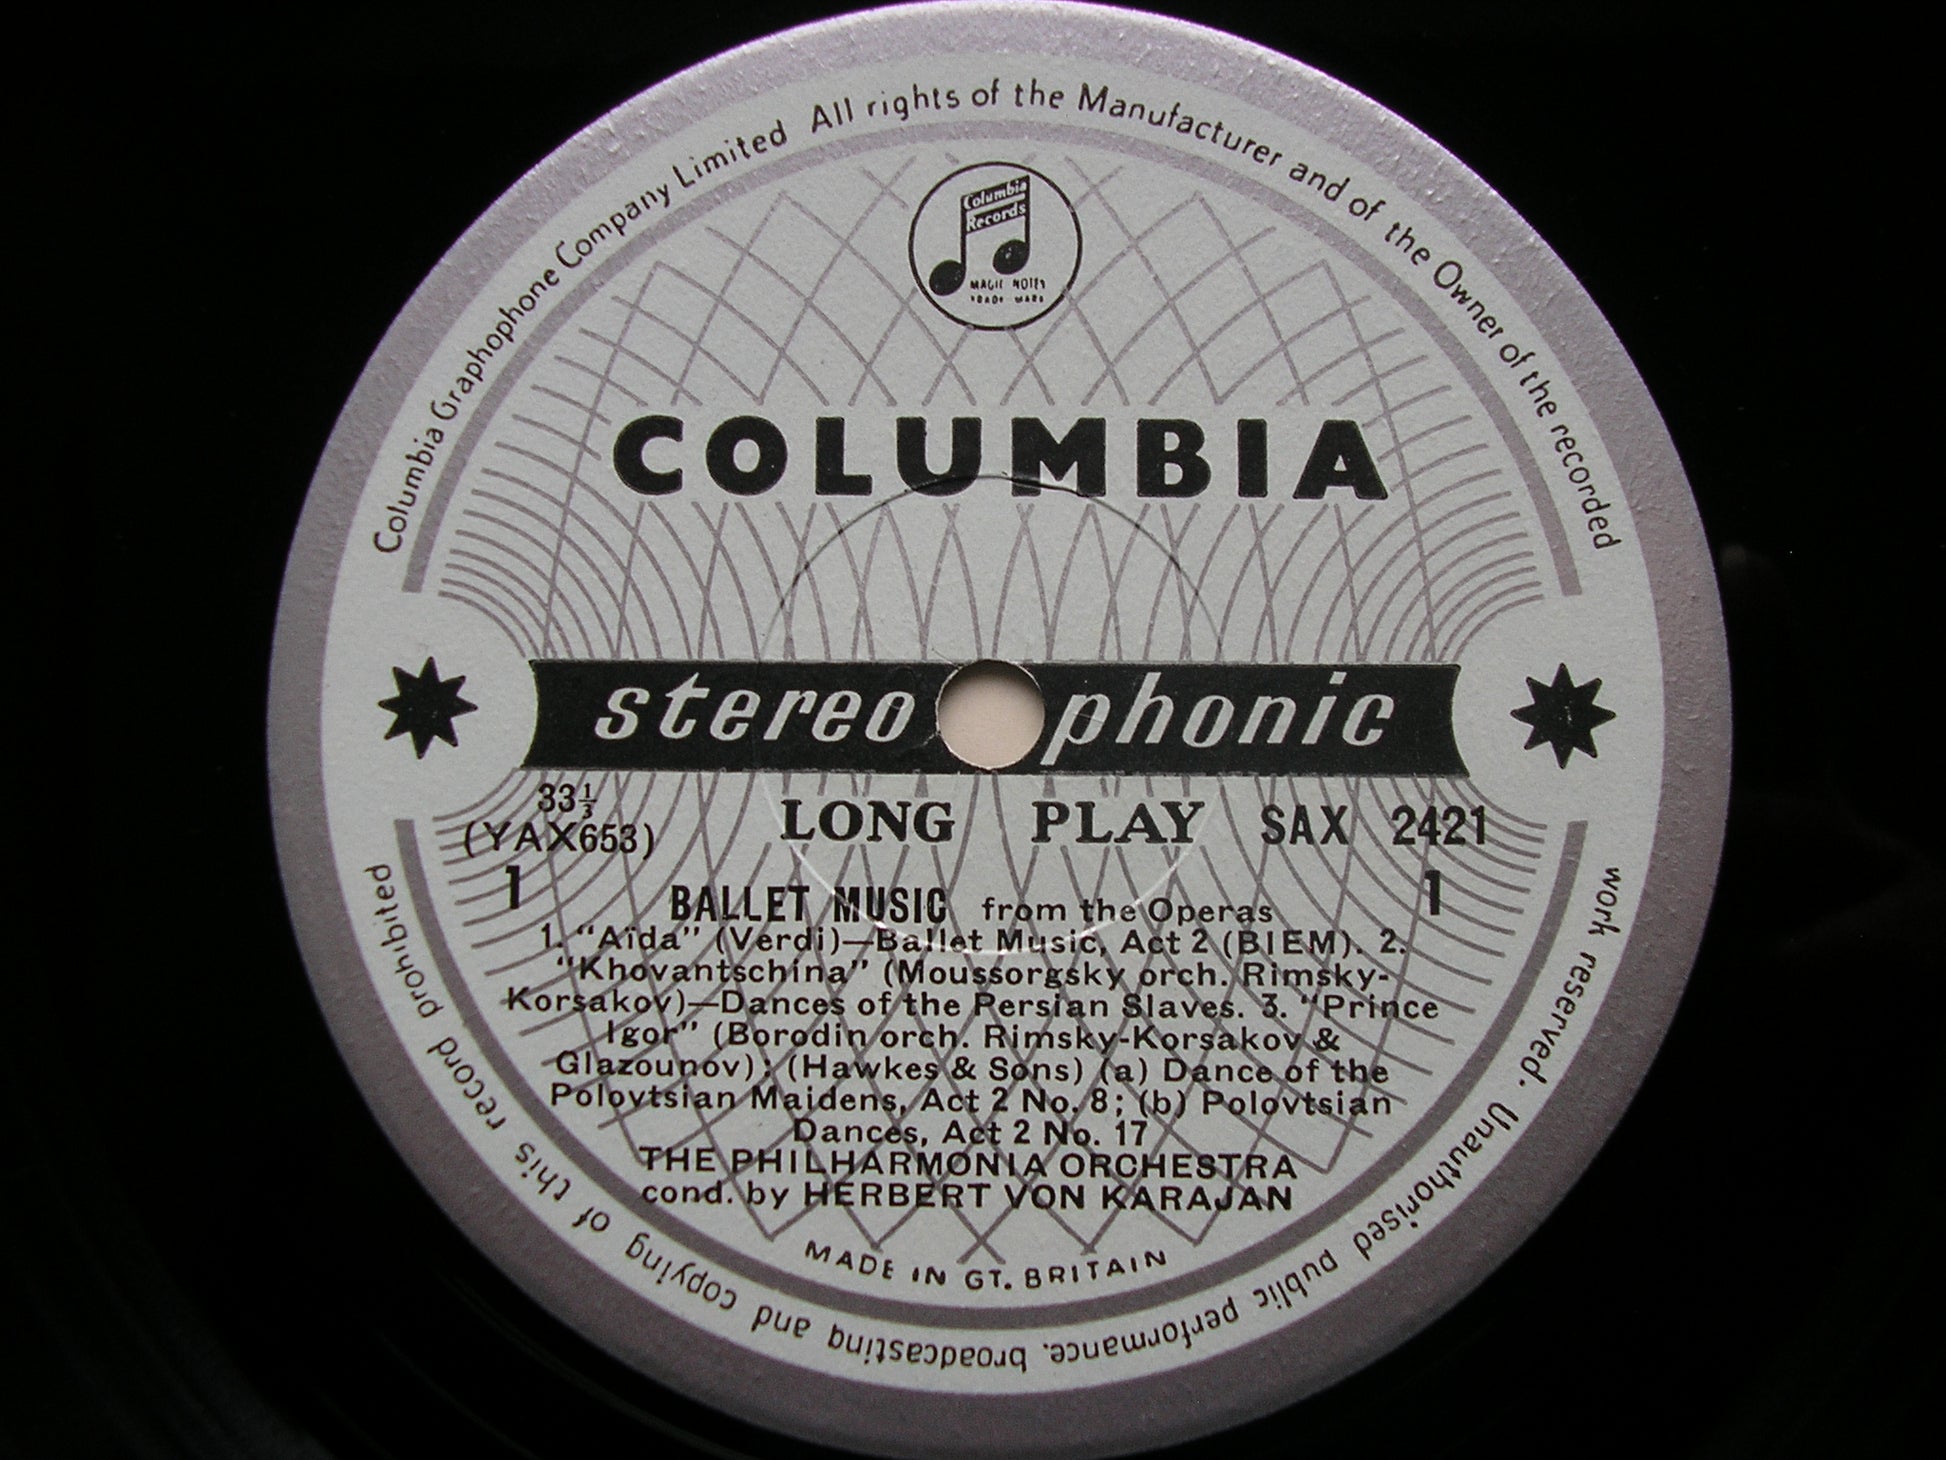 Columbia Graphophone Company Limited All rights of the Manufacturer and of the Owner of the recorded
work reserved. Unauthorised public performance, broadcasting and copying of this record prohibited
Columbia
Records
MAGIC NOTES
TRADE MARK
COLUMBIA
stereophonic
33⅓
(YAX653)
LONG PLAY SAX 2421
1 1
BALLET MUSIC from the Operas
1. "Aïda" (Verdi)—Ballet Music, Act 2 (BIEM). 2.
"Khovantschina" (Moussorgsky orch. Rimsky-
Korsakov)—Dances of the Persian Slaves. 3. "Prince
Igor" (Borodin orch. Rimsky-Korsakov &
Glazounov); (Hawkes & Sons) (a) Dance of the
Polovtsian Maidens, Act 2 No. 8; (b) Polovtsian
Dances, Act 2 No. 17
THE PHILHARMONIA ORCHESTRA
cond. by HERBERT VON KARAJAN
MADE IN GT. BRITAIN